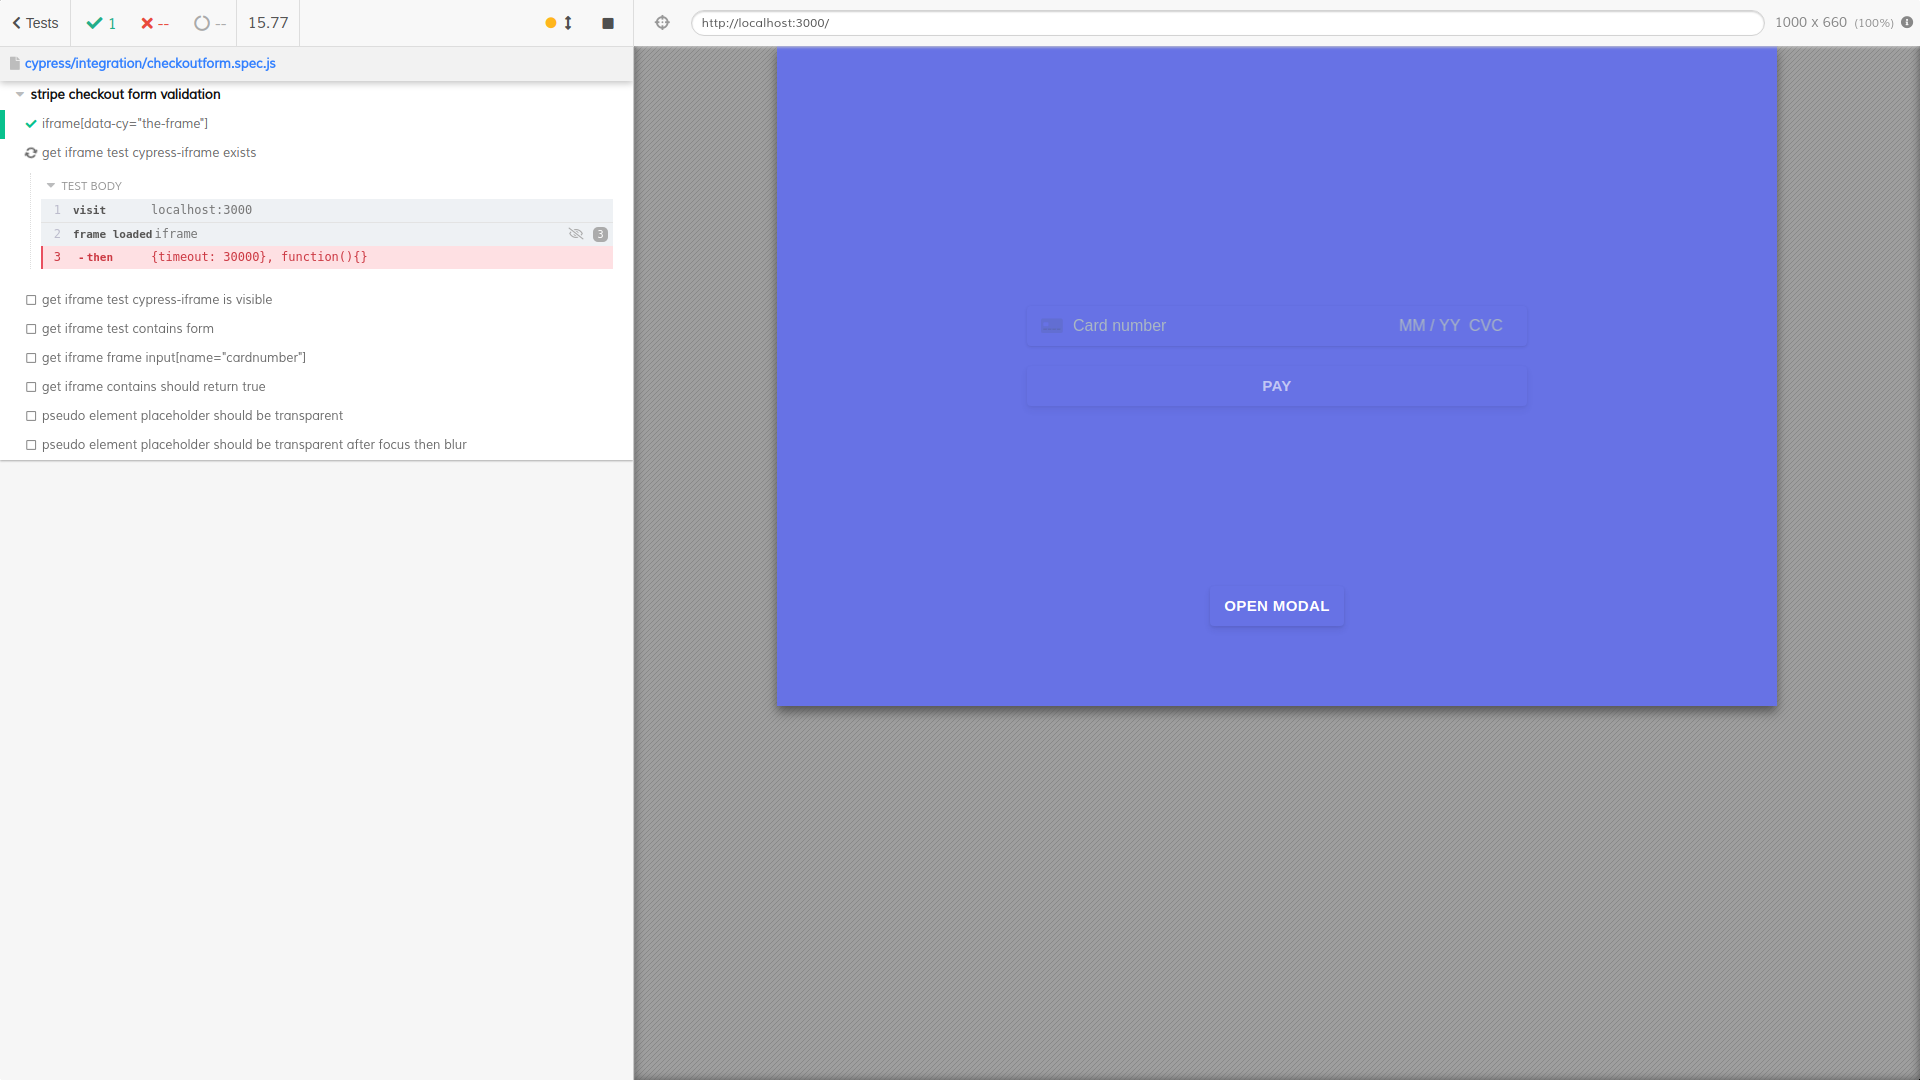 Tests
1
--
--
15.77
http://localhost:3000/
1000 x 660 (100%)
cypress/integration/checkoutform.spec.js
stripe checkout form validation
iframe[data-cy="the-frame"]
get iframe test cypress-iframe exists
TEST BODY
1 visit localhost:3000
2 frame loaded iframe 3
3 -then {timeout: 30000}, function(){}
get iframe test cypress-iframe is visible
get iframe test contains form
get iframe frame input[name="cardnumber"]
get iframe contains should return true
pseudo element placeholder should be transparent
pseudo element placeholder should be transparent after focus then blur
Card number MM / YY CVC
PAY
OPEN MODAL